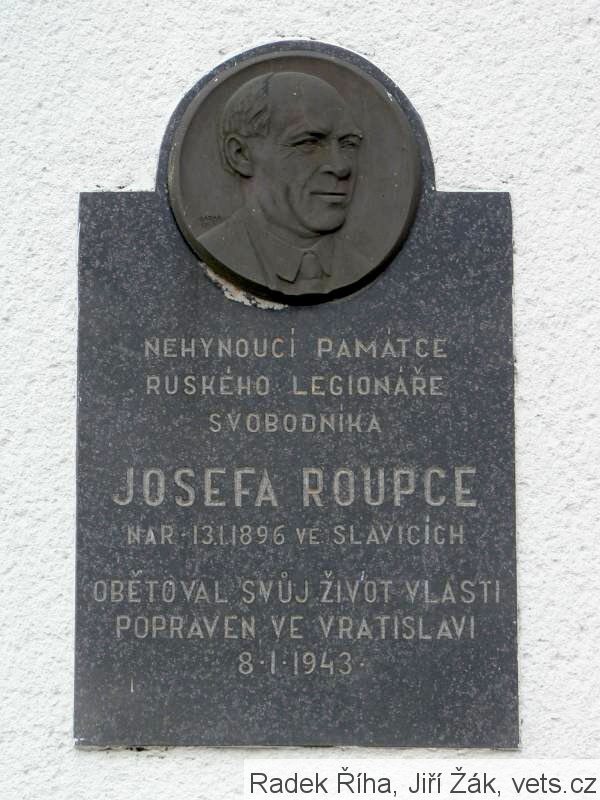 NEHYNOUCÍ PAMÁTCE
RUSKÉHO LEGIONÁŘE
SVOBODNÍKA
JOSEFA ROUPCE
NAR · 13.1.1896 VE SLAVICÍCH
OBĚTOVAL SVŮJ ŽIVOT VLASTI
POPRAVEN VE VRATISLAVI
8·1·1943·
Radek Říha, Jiří Žák, vets.cz